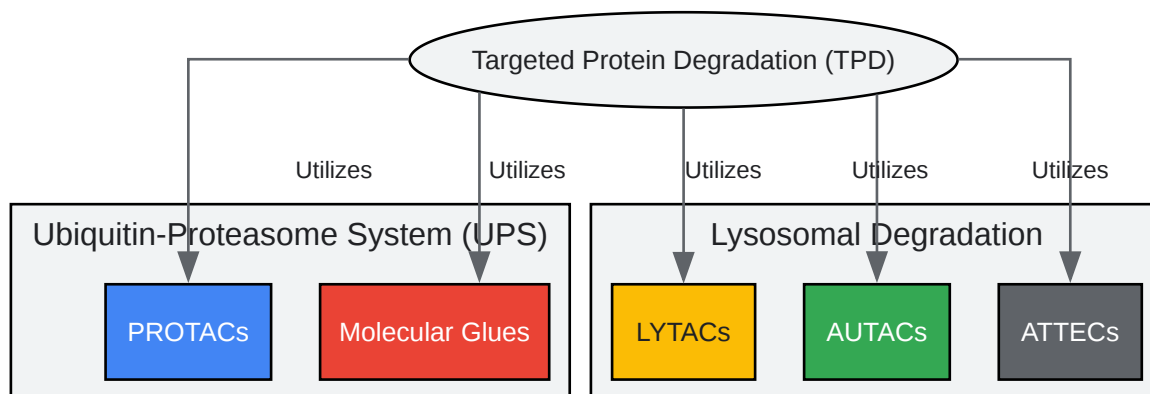 Targeted Protein Degradation (TPD)
Utilizes
Utilizes
Utilizes
Utilizes
Utilizes
Ubiquitin-Proteasome System (UPS)
Lysosomal Degradation
PROTACs
Molecular Glues
LYTACs
AUTACs
ATTECs